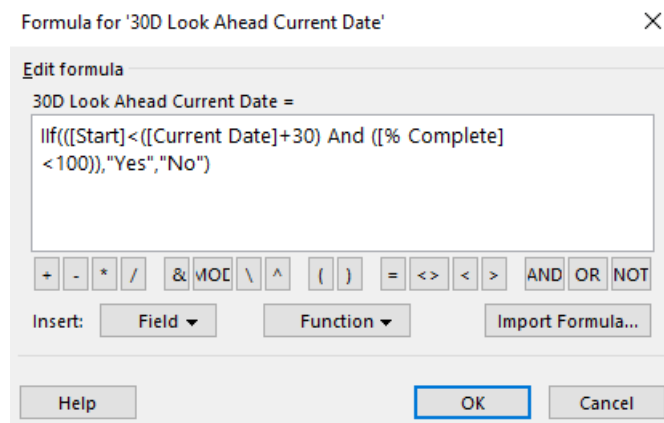 Formula for '30D Look Ahead Current Date'
Edit formula
30D Look Ahead Current Date =
IIf(([Start]<([Current Date]+30) And ([% Complete]
<100)),"Yes","No")
+ - * / & MOD \ ^ ( ) = <> < > AND OR NOT
Insert: Field Function Import Formula...
Help OK Cancel